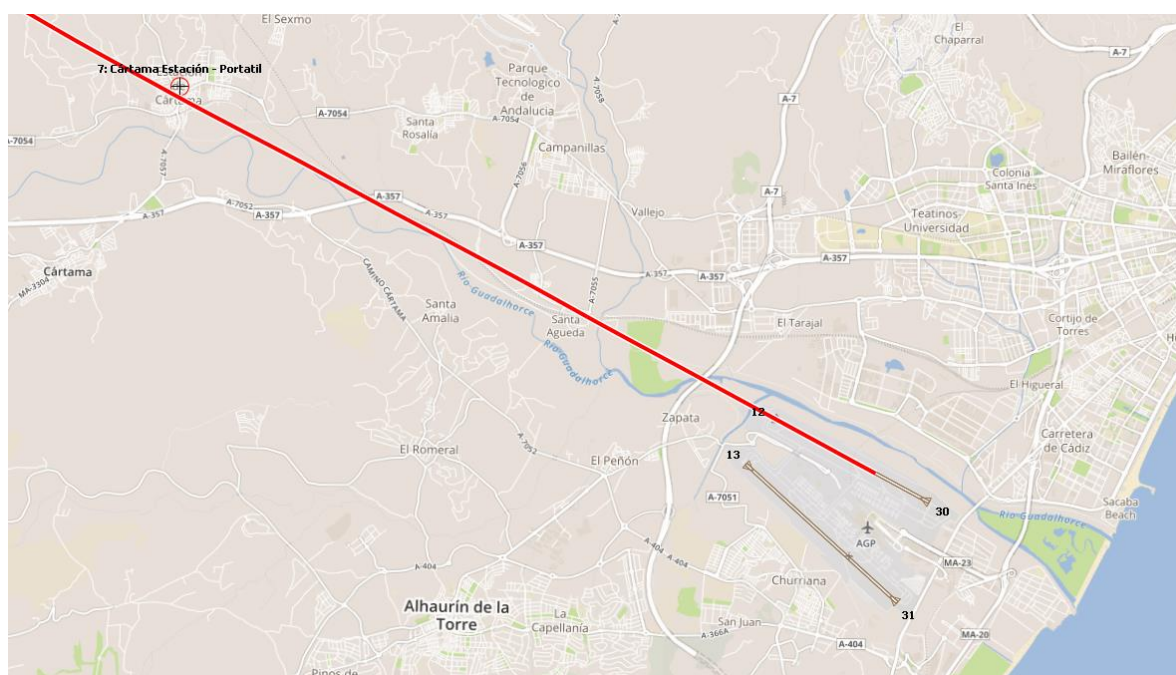 El Sexmo
El
Chaparral
A-7
A-7
7: Cártama Estación - Portatil
Estación
Cártama
Parque
Tecnologico
de
Andalucia
A-7058
A-7
A-7054
A-7054
A-7054
Santa
Rosalía
Campanillas
A-7056
Bailén-
Miraflores
Colonia
Santa Inés
A-7
A-7057
A-7052
A-357
A-357
Vallejo
Teatinos-
Universidad
A-357
A-357
A-357
A-357
Cártama
MA-3304
CAMINO CÁRTAMA
Río Guadalhorce
A-7055
Santa
Amalia
Santa
Agueda
El Tarajal
Cortijo de
Torres
Río Guadalhorce
El Higueral
12
Zapata
Carretera
de Cádiz
El Romeral
A-7052
El Peñón
13
A-7051
30
Sacaba
Beach
Río Guadalhorce
AGP
A-404
A-404
A-404
MA-23
Churriana
Alhaurín de la
Torre
La
Capellanía
San Juan
31
A-366A
A-404
MA-20
Pinos de